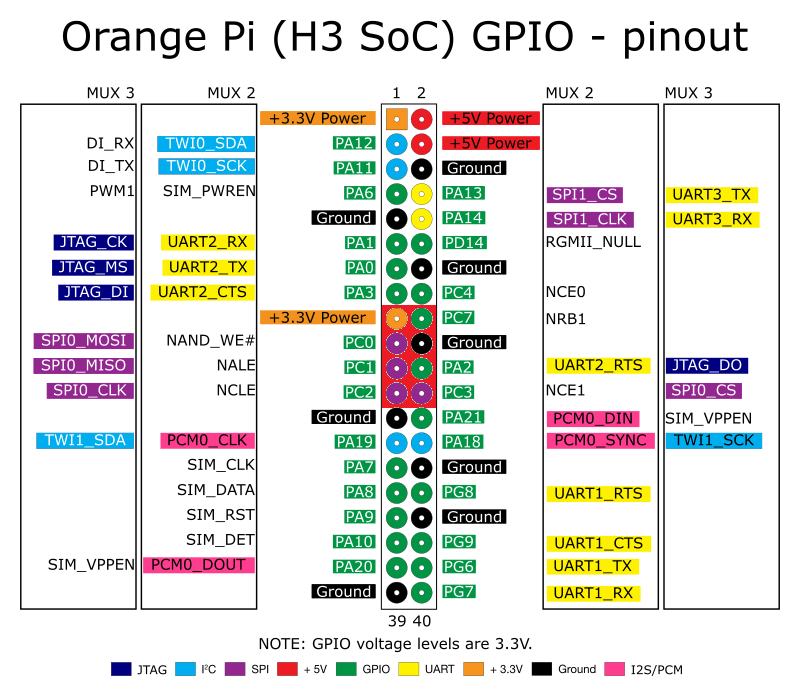 Orange Pi (H3 SoC) GPIO - pinout
MUX 3 MUX 2 1 2 MUX 2 MUX 3
+3.3V Power +5V Power
DI_RX TWI0_SDA PA12 +5V Power
DI_TX TWI0_SCK PA11 Ground
PWM1 SIM_PWREN PA6 PA13 SPI1_CS UART3_TX
Ground PA14 SPI1_CLK UART3_RX
JTAG_CK UART2_RX PA1 PD14 RGMII_NULL
JTAG_MS UART2_TX PA0 Ground
JTAG_DI UART2_CTS PA3 PC4 NCE0
+3.3V Power PC7 NRB1
SPI0_MOSI NAND_WE# PC0 Ground
SPI0_MISO NALE PC1 PA2 UART2_RTS JTAG_DO
SPI0_CLK NCLE PC2 PC3 NCE1 SPI0_CS
Ground PA21 PCM0_DIN SIM_VPPEN
TWI1_SDA PCM0_CLK PA19 PA18 PCM0_SYNC TWI1_SCK
SIM_CLK PA7 Ground
SIM_DATA PA8 PG8 UART1_RTS
SIM_RST PA9 Ground
SIM_DET PA10 PG9 UART1_CTS
SIM_VPPEN PCM0_DOUT PA20 PG6 UART1_TX
Ground PG7 UART1_RX
39 40
NOTE: GPIO voltage levels are 3.3V.
JTAG I²C SPI + 5V GPIO UART + 3.3V Ground I2S/PCM